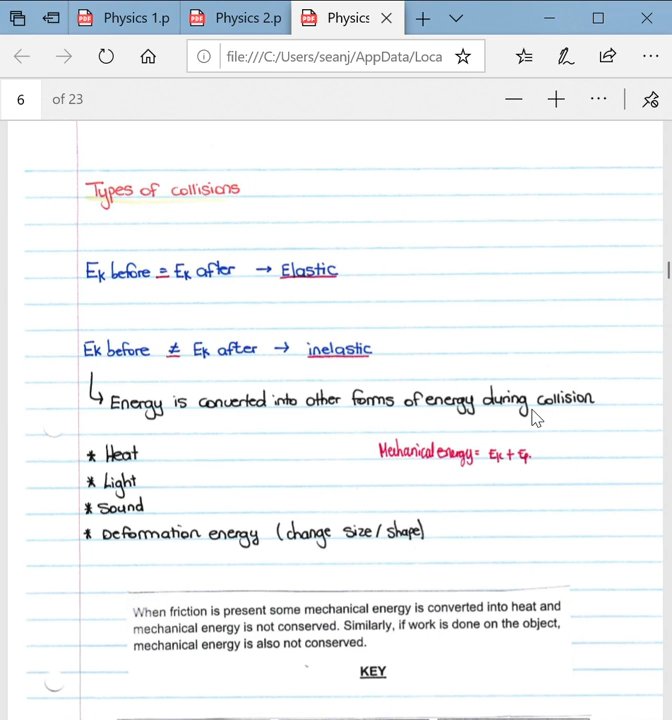 Physics 1.p
Physics 2.p
Physics
file:///C:/Users/seanj/AppData/Loca
6 of 23
Types of collisions
Ek before = Ek after → Elastic
Ek before ≠ Ek after → inelastic
↳ Energy is converted into other forms of energy during collision
* Heat
Mechanical energy = Ek + Ep.
* Light
* Sound
* Deformation energy (change size / shape)
When friction is present some mechanical energy is converted into heat and
mechanical energy is not conserved. Similarly, if work is done on the object,
mechanical energy is also not conserved.
KEY